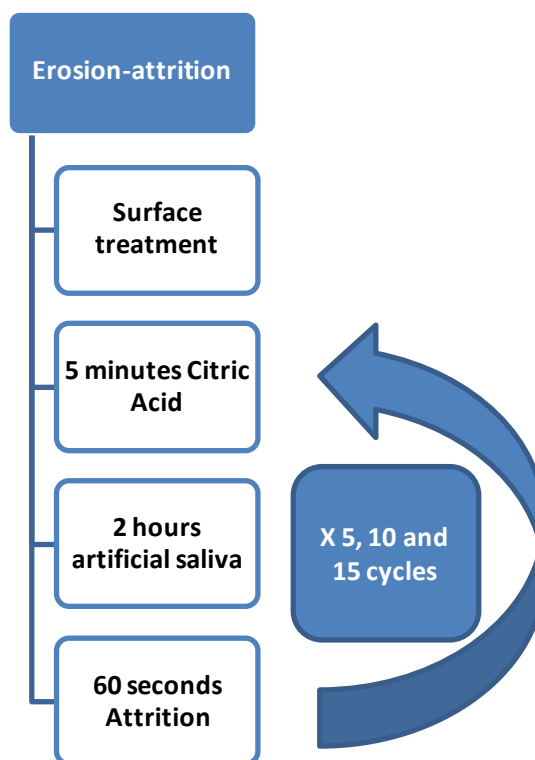 Erosion-attrition
Surface
treatment
5 minutes Citric
Acid
2 hours
artificial saliva
X 5, 10 and
15 cycles
60 seconds
Attrition